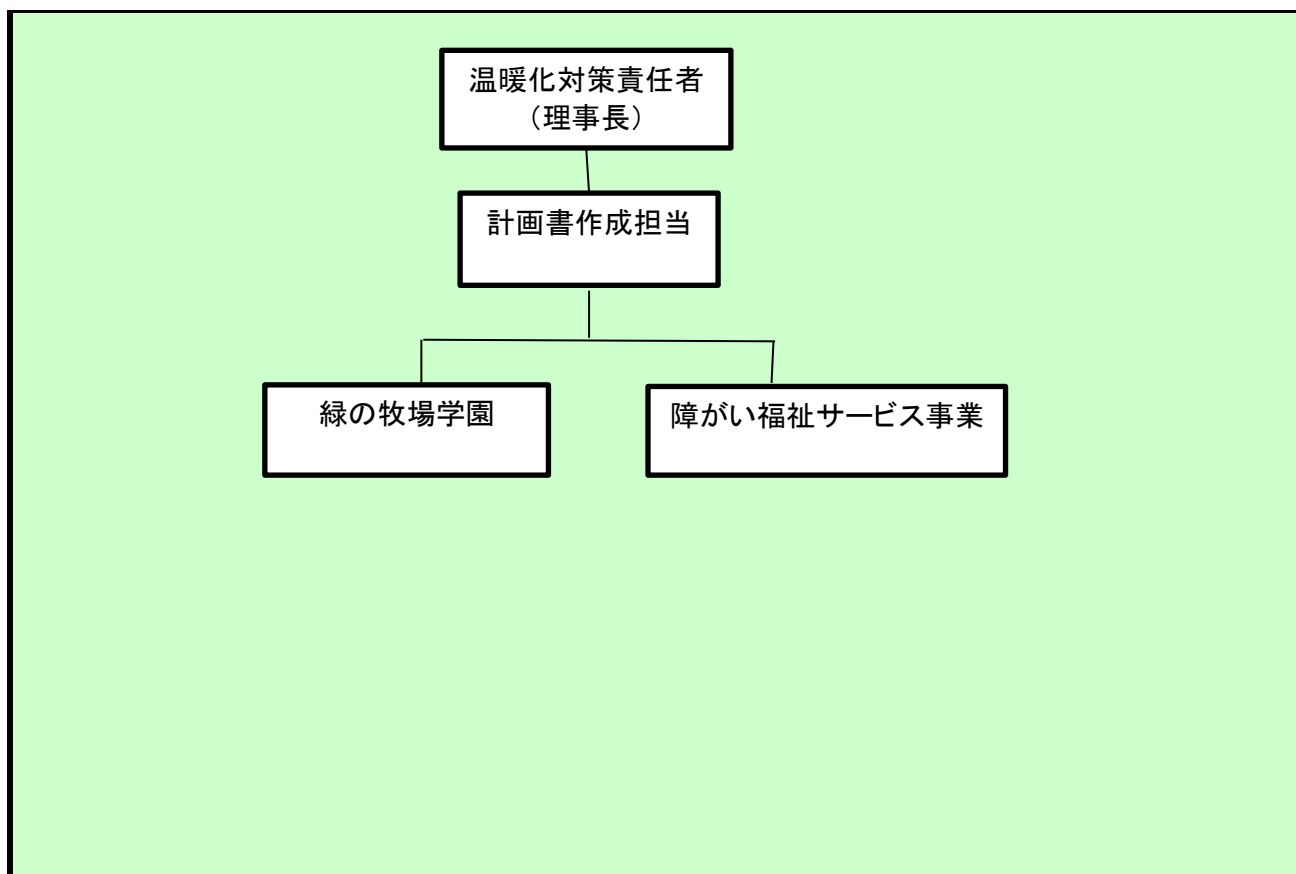 温暖化対策責任者
（理事長）
計画書作成担当
緑の牧場学園
障がい福祉サービス事業